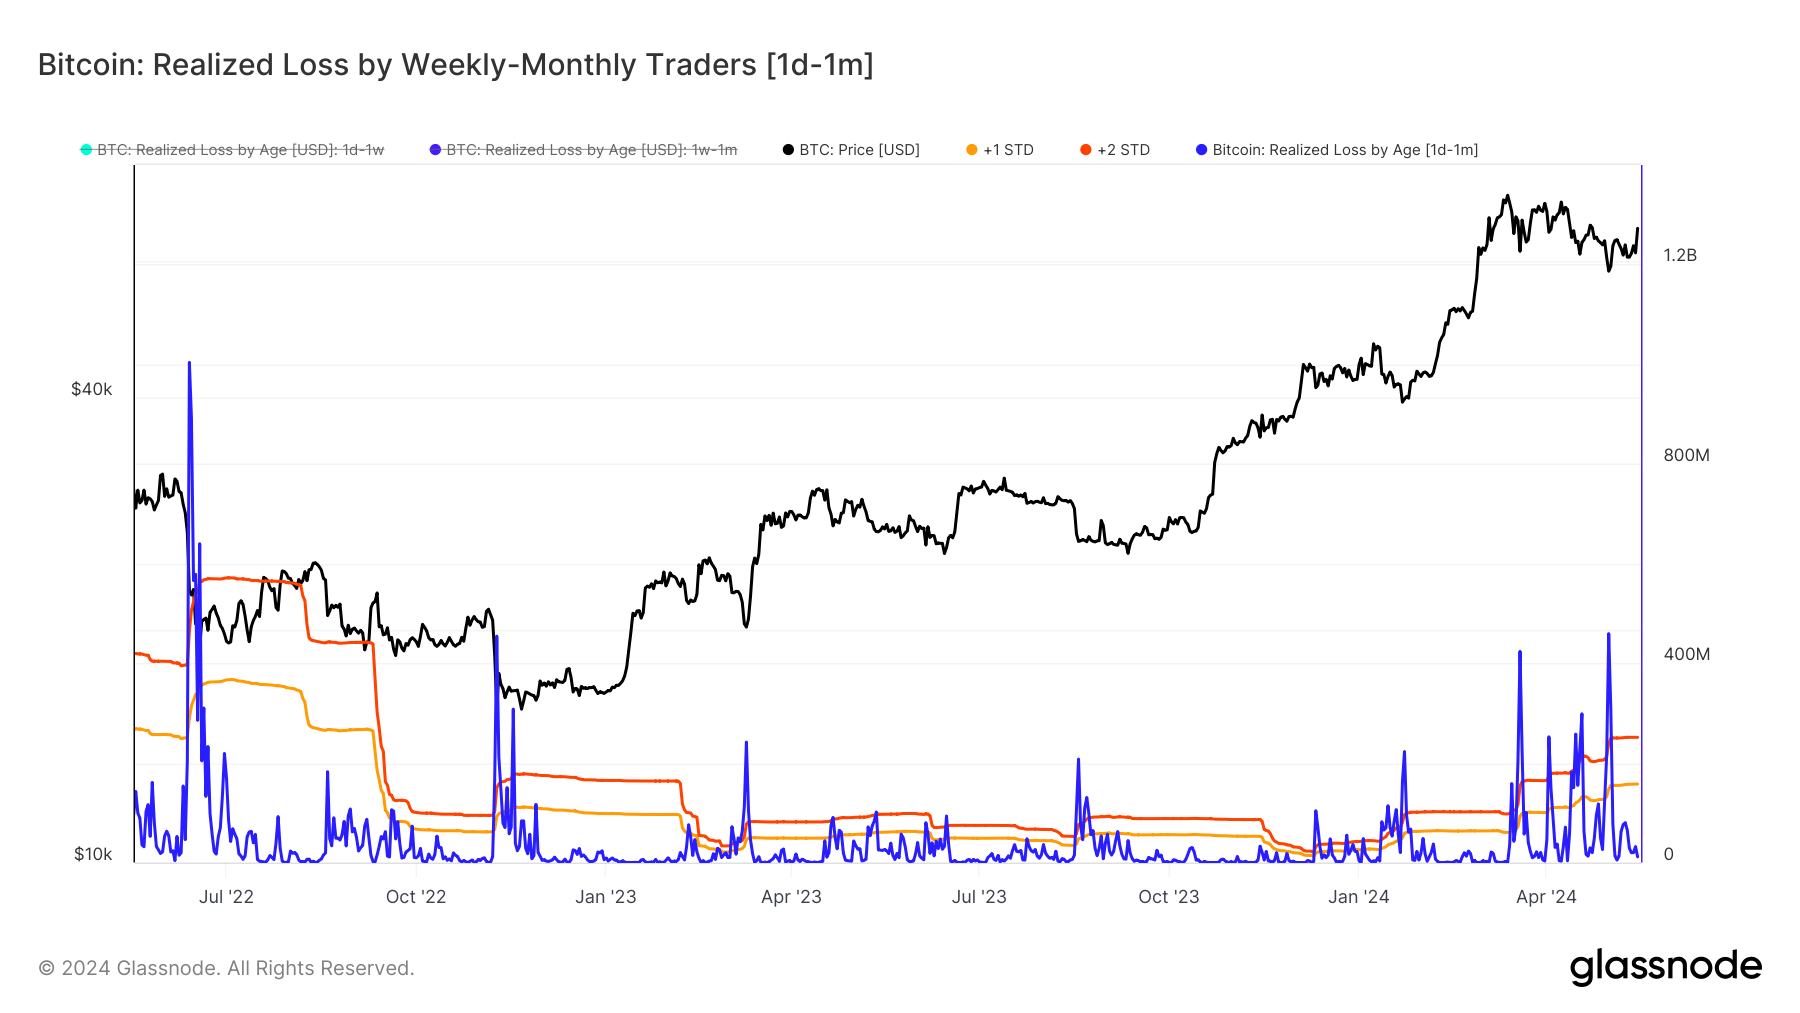 Bitcoin: Realized Loss by Weekly-Monthly Traders [1d-1m]
BTC: Realized Loss by Age [USD]: 1d-1w BTC: Realized Loss by Age [USD]: 1w-1m BTC: Price [USD] +1 STD +2 STD Bitcoin: Realized Loss by Age [1d-1m]
1.2B
$40k
800M
400M
$10k
0
Jul '22 Oct '22 Jan '23 Apr '23 Jul '23 Oct '23 Jan '24 Apr '24
© 2024 Glassnode. All Rights Reserved.
glassnode